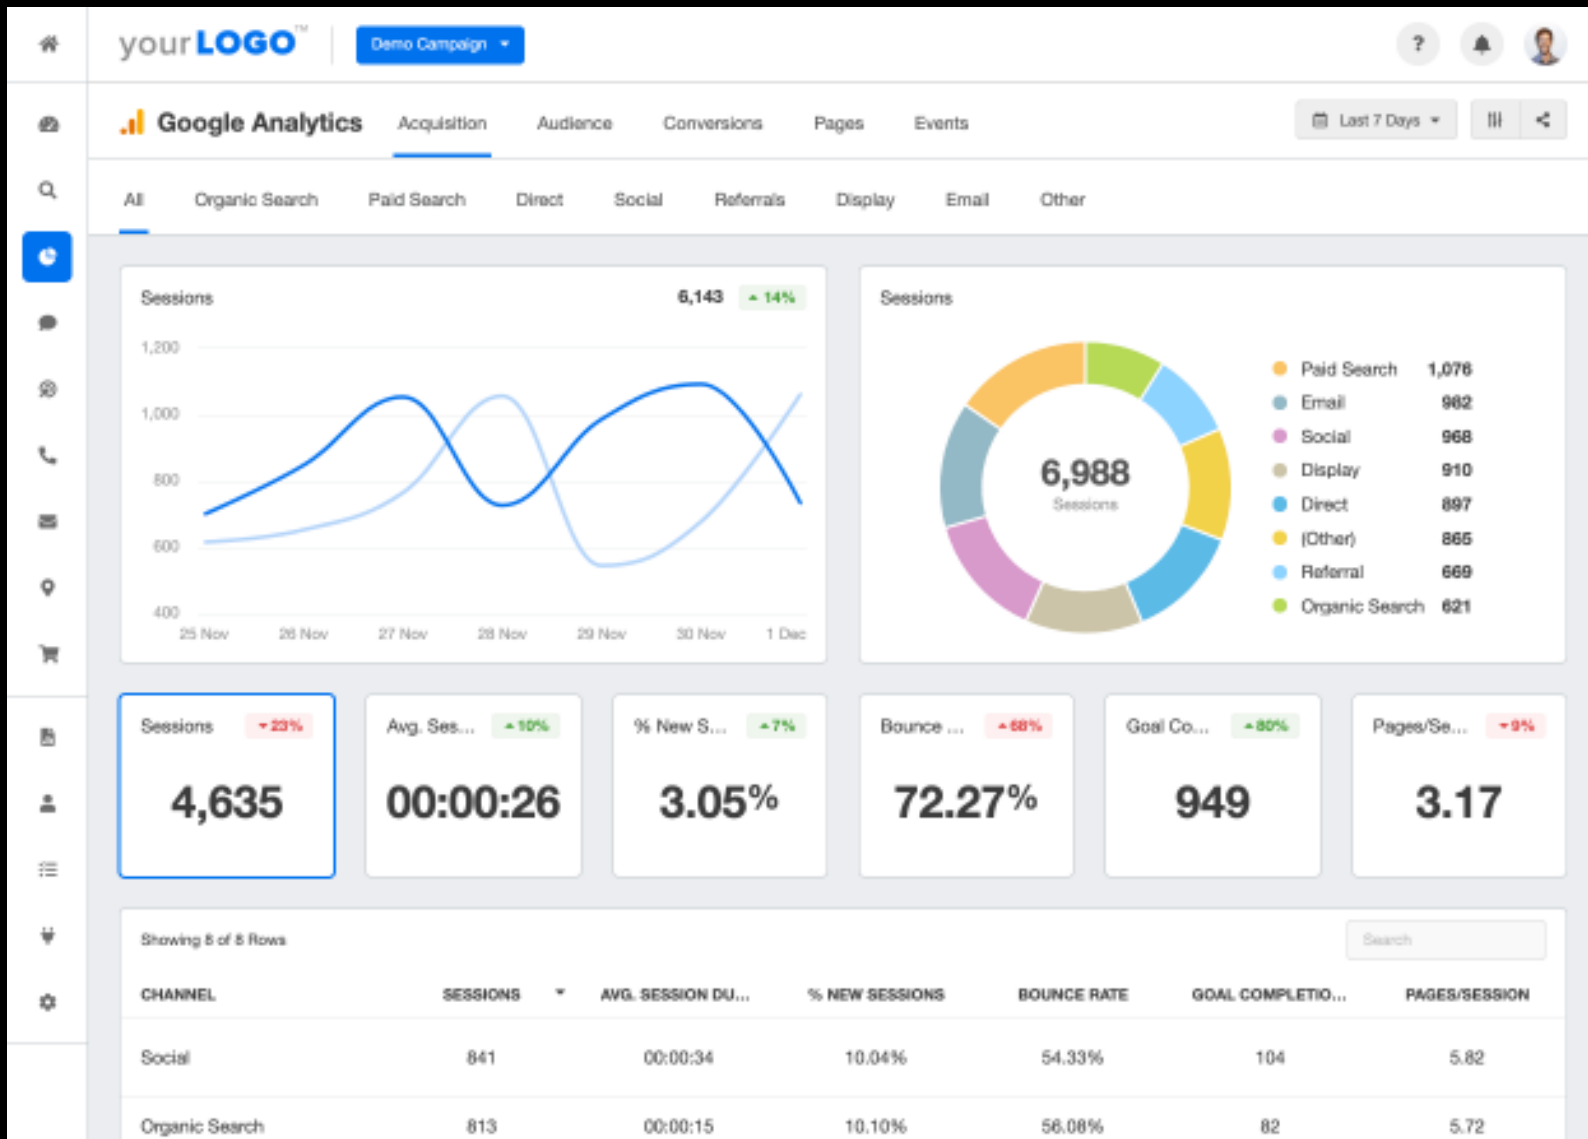 yourLOGO™ Demo Campaign ?
Google Analytics Acquisition Audience Conversions Pages Events Last 7 Days
All Organic Search Paid Search Direct Social Referrals Display Email Other
Sessions 6,143 14%
1,200
1,000
800
600
400
25 Nov 26 Nov 27 Nov 28 Nov 29 Nov 30 Nov 1 Dec
Sessions
6,988
Sessions
Paid Search 1,076
Email 982
Social 968
Display 910
Direct 897
(Other) 865
Referral 669
Organic Search 621
Sessions 23%
4,635
Avg. Ses... 10%
00:00:26
% New S... 7%
3.05%
Bounce ... 68%
72.27%
Goal Co... 80%
949
Pages/Se... 9%
3.17
Showing 8 of 8 Rows Search
CHANNEL SESSIONS AVG. SESSION DU... % NEW SESSIONS BOUNCE RATE GOAL COMPLETIO... PAGES/SESSION
Social 841 00:00:34 10.04% 54.33% 104 5.82
Organic Search 813 00:00:15 10.10% 56.08% 82 5.72